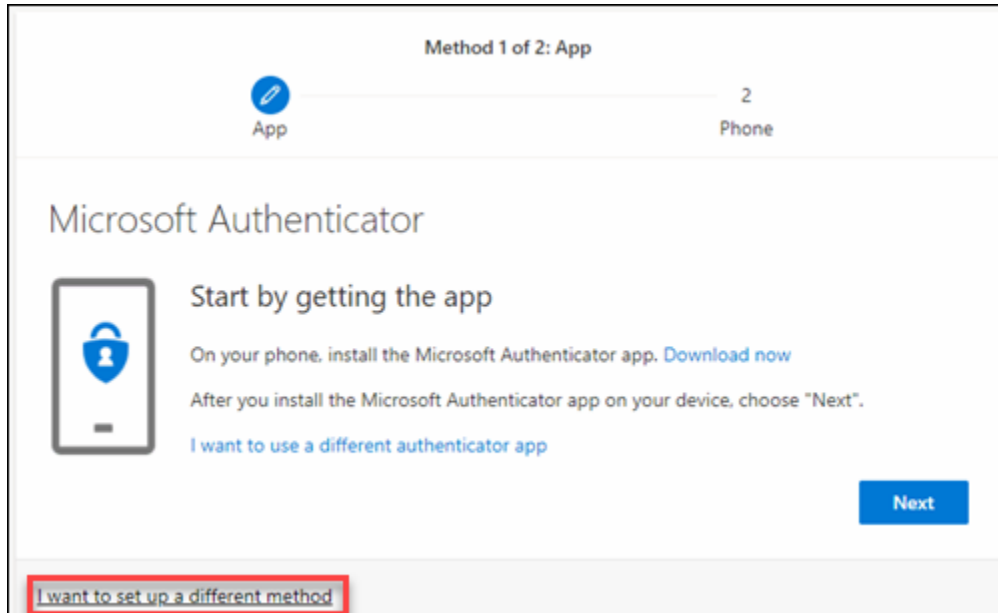 Method 1 of 2: App
2
App
Phone
Microsoft Authenticator
Start by getting the app
On your phone, install the Microsoft Authenticator app. Download now
After you install the Microsoft Authenticator app on your device, choose "Next".
I want to use a different authenticator app
Next
I want to set up a different method